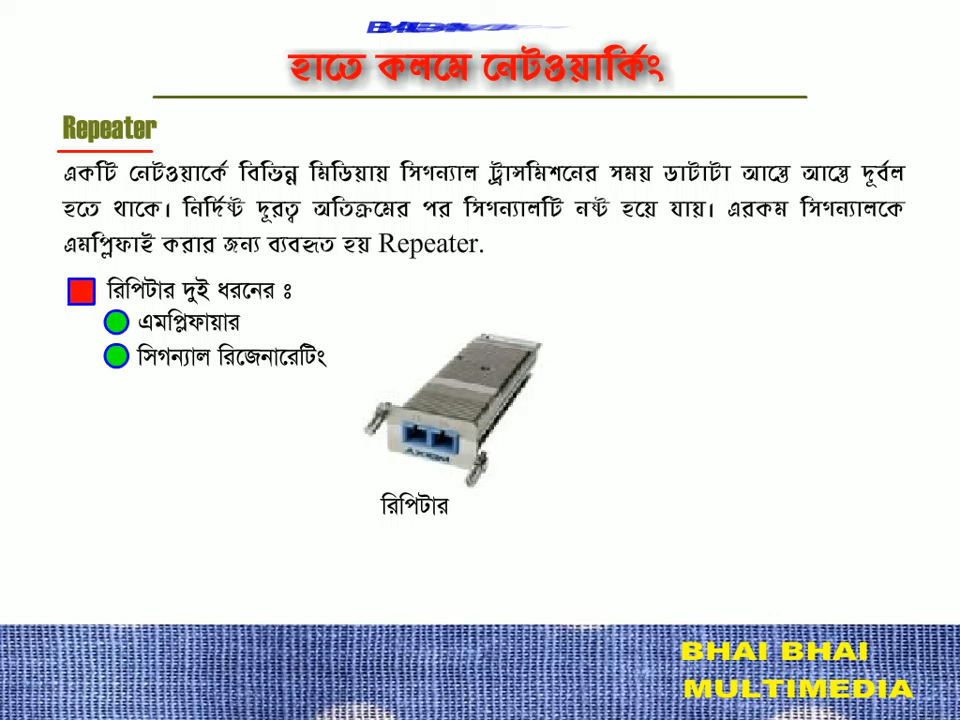 হাতে কলমে নেটওয়ার্কিং
Repeater
একটি নেটওয়ার্কে বিভিন্ন মিডিয়ায় সিগন্যাল ট্রান্সমিশনের সময় ডাটাটা আস্তে আস্তে দূর্বল
হতে থাকে। নির্দিষ্ট দূরত্ব অতিক্রমের পর সিগন্যালটি নষ্ট হয়ে যায়। এরকম সিগন্যালকে
এমপ্লিফাই করার জন্য ব্যবহৃত হয় Repeater.
রিপিটার দুই ধরনের ঃ
এমপ্লিফায়ার
সিগন্যাল রিজেনারেটিং
AXIOM
রিপিটার
BHAI BHAI
MULTIMEDIA